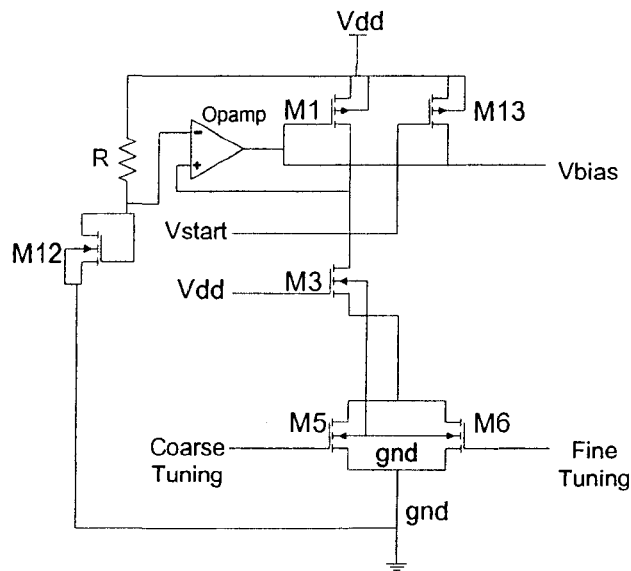 Vdd
Opamp
M1
M13
-
+
R
Vbias
Vstart
M12
M3
Vdd
M5
M6
Coarse
Tuning
gnd
Fine
Tuning
gnd